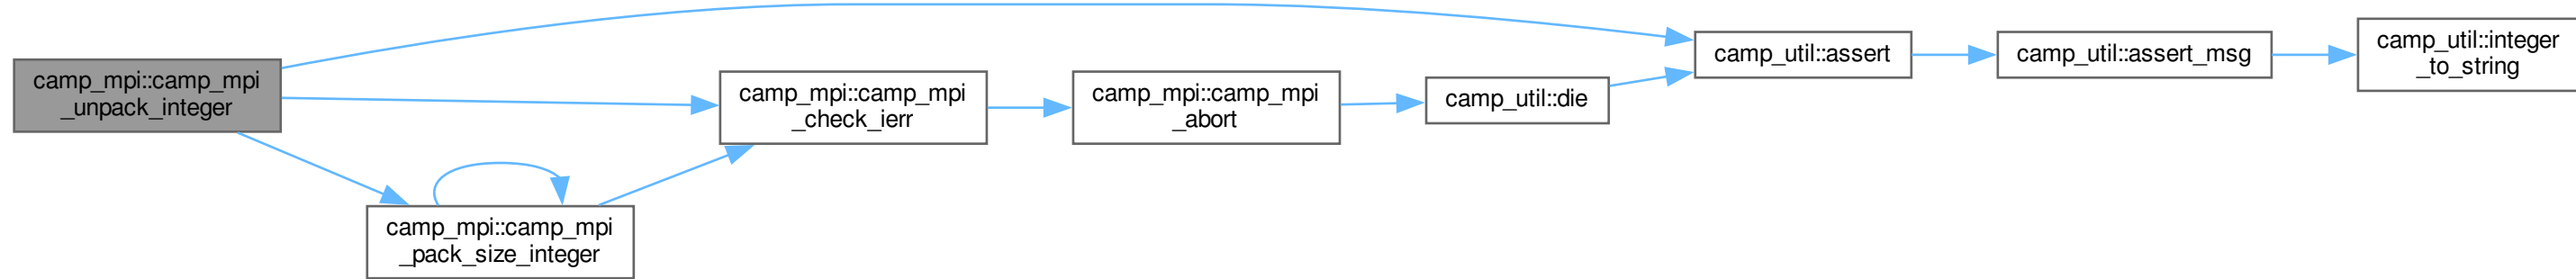 camp_mpi::camp_mpi
_unpack_integer
camp_mpi::camp_mpi
_check_ierr
camp_mpi::camp_mpi
_abort
camp_util::die
camp_util::assert
camp_util::assert_msg
camp_util::integer
_to_string
camp_mpi::camp_mpi
_pack_size_integer